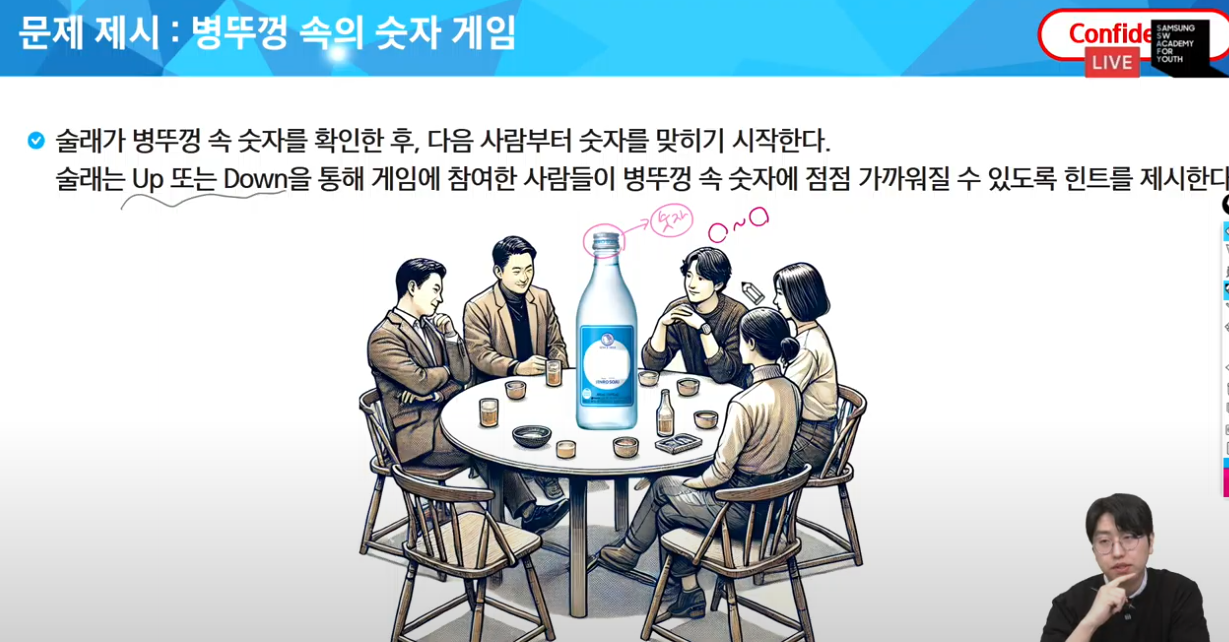 문제 제시 : 병뚜껑 속의 숫자 게임
Confide
SAMSUNG
SW
ACADEMY
FOR
YOUTH
LIVE
술래가 병뚜껑 속 숫자를 확인한 후, 다음 사람부터 숫자를 맞히기 시작한다.
술래는 Up 또는 Down을 통해 게임에 참여한 사람들이 병뚜껑 속 숫자에 점점 가까워질 수 있도록 힌트를 제시한다
숫자
○~○